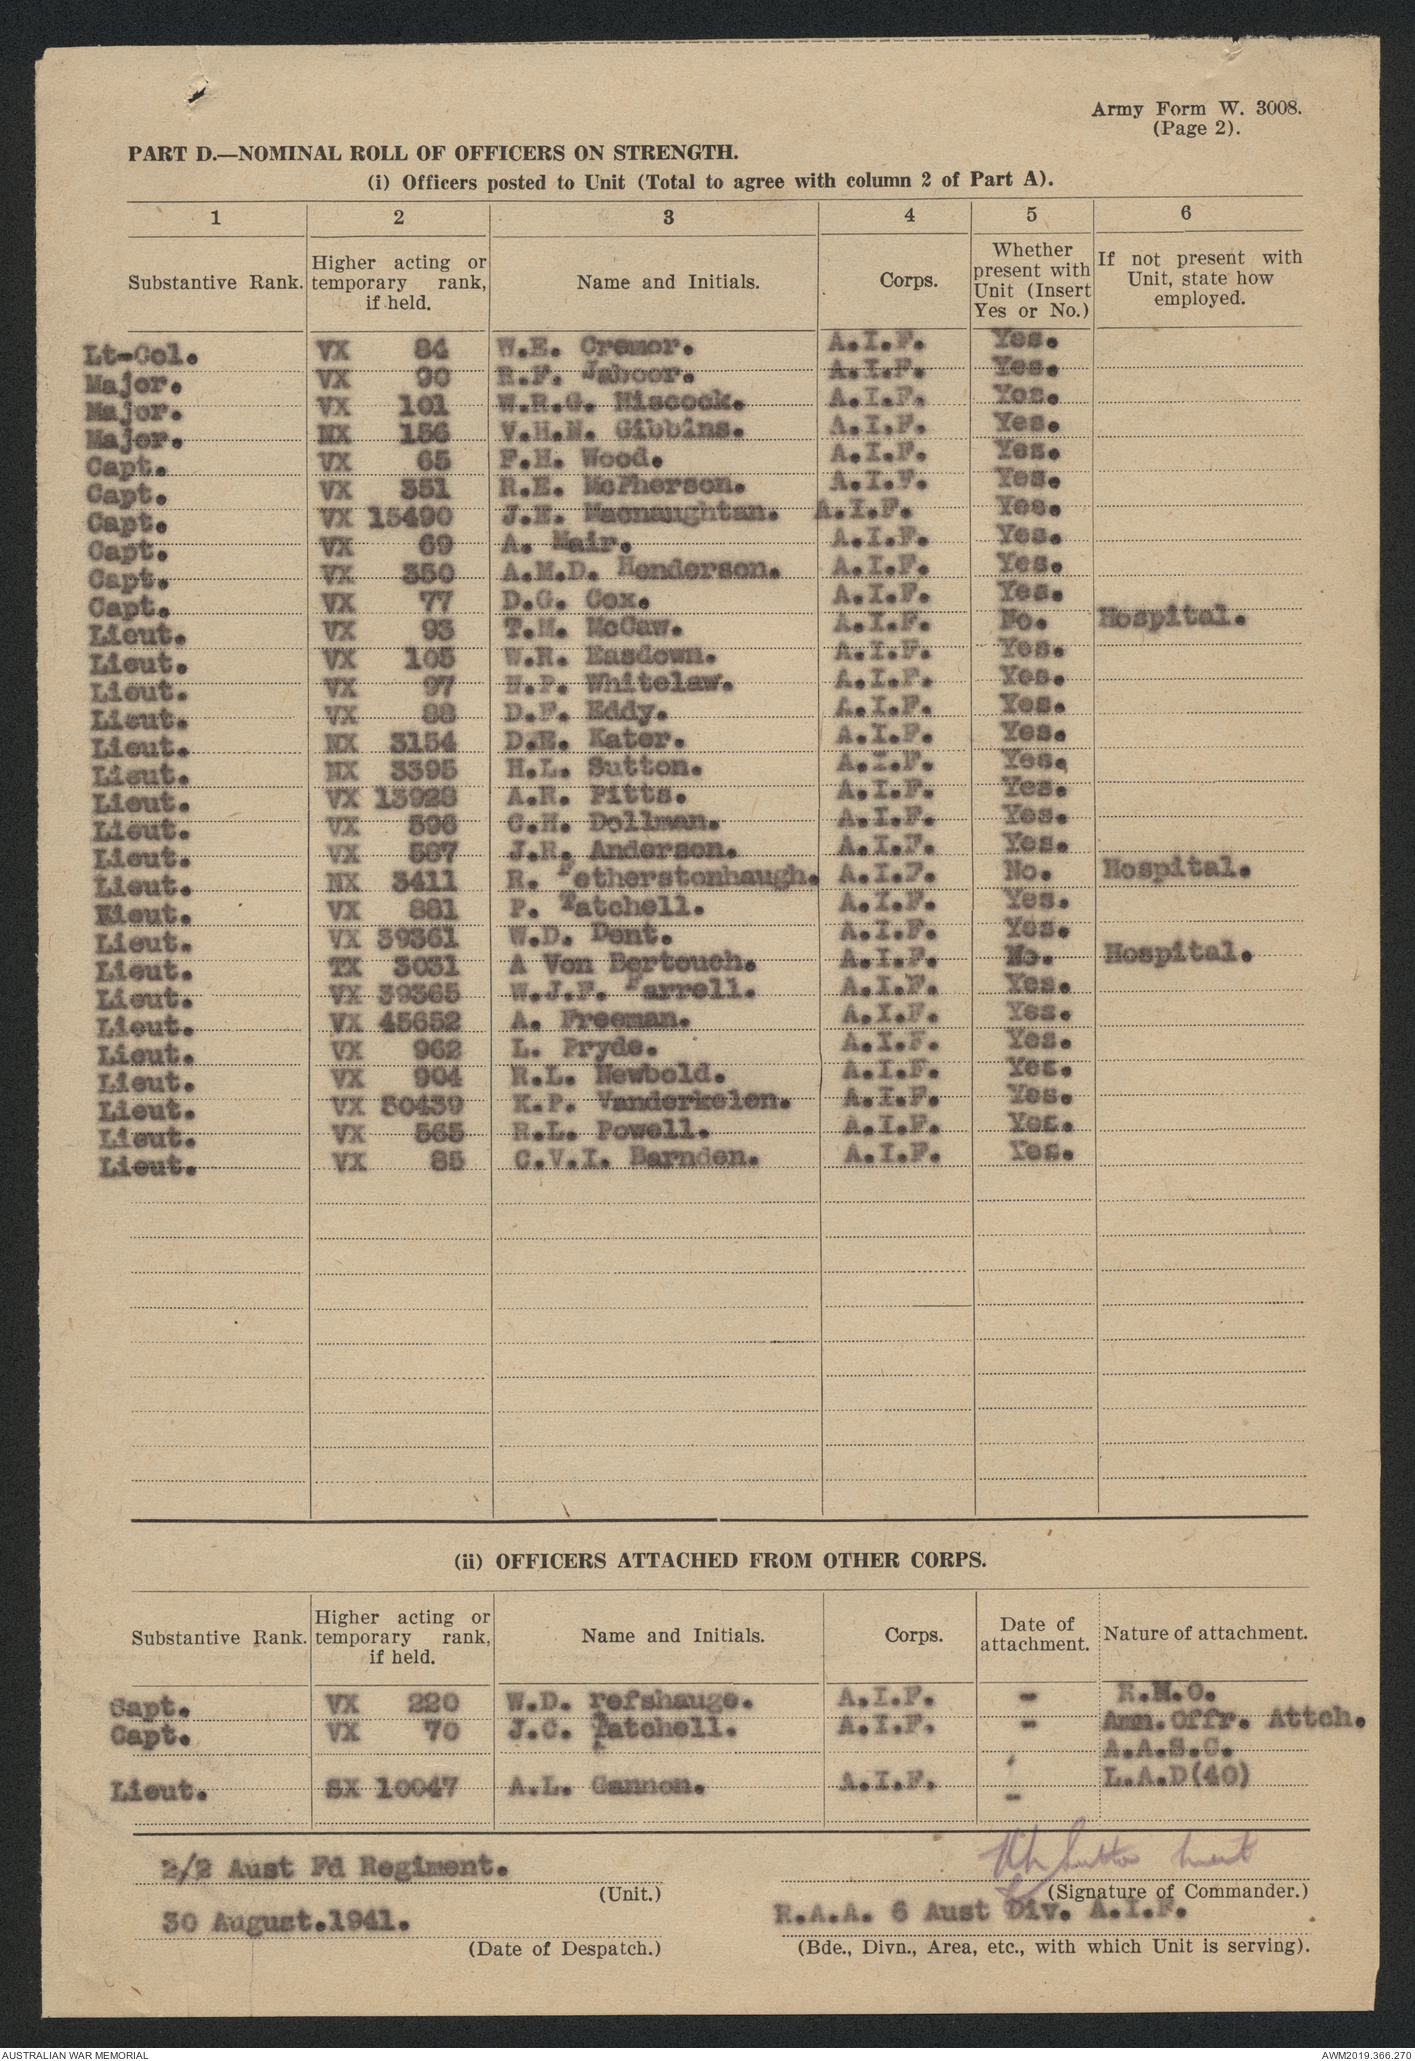 Army Form W. 3008.
(Page 2).
PART D.—NOMINAL ROLL OF OFFICERS ON STRENGTH.
(i) Officers posted to Unit (Total to agree with column 2 of Part A).
1 2 3 4 5 6
Substantive Rank. Higher acting or temporary rank, if held. Name and Initials. Corps. Whether present with Unit (Insert Yes or No.) If not present with Unit, state how employed.
Lt-Col. VX 84 W.E. Cremor. A.I.F. Yes.
Major. VX 90 R.F. Jaboor. A.I.F. Yes.
Major. VX 101 W.R.G. Hiscock. A.I.F. Yes.
Major. NX 156 V.H.N. Gibbins. A.I.F. Yes.
Capt. VX 65 F.H. Wood. A.I.F. Yes.
Capt. VX 351 R.E. McPherson. A.I.F. Yes.
Capt. VX 15490 J.E. Macnaughtan. A.I.F. Yes.
Capt. VX 69 A. Mair. A.I.F. Yes.
Capt. VX 350 A.M.D. Henderson. A.I.F. Yes.
Capt. VX 77 D.G. Cox. A.I.F. Yes.
Lieut. VX 93 T.M. McCaw. A.I.F. No. Hospital.
Lieut. VX 105 W.R. Easdown. A.I.F. Yes.
Lieut. VX 97 N.P. Whitelaw. A.I.F. Yes.
Lieut. VX 88 D.F. Eddy. A.I.F. Yes.
Lieut. NX 3154 D.E. Kater. A.I.F. Yes.
Lieut. NX 3395 H.L. Sutton. A.I.F. Yes.
Lieut. VX 13928 A.R. Pitts. A.I.F. Yes.
Lieut. VX 596 C.H. Dollman. A.I.F. Yes.
Lieut. VX 587 J.R. Anderson. A.I.F. Yes.
Lieut. NX 3411 R. Fetherstonhaugh. A.I.F. No. Hospital.
Lieut. VX 881 P. Tatchell. A.I.F. Yes.
Lieut. VX 39361 W.D. Dent. A.I.F. Yes.
Lieut. TX 3031 A Von Bertouch. A.I.F. No. Hospital.
Lieut. VX 39365 W.J.F. Farrell. A.I.F. Yes.
Lieut. VX 45652 A. Freeman. A.I.F. Yes.
Lieut. VX 962 L. Pryde. A.I.F. Yes.
Lieut. VX 904 R.L. Newbold. A.I.F. Yes.
Lieut. VX 50439 K.P. Vanderkelen. A.I.F. Yes.
Lieut. VX 565 R.L. Powell. A.I.F. Yes.
Lieut. VX 85 C.V.I. Barnden. A.I.F. Yes.
(ii) OFFICERS ATTACHED FROM OTHER CORPS.
Substantive Rank. Higher acting or temporary rank, if held. Name and Initials. Corps. Date of attachment. Nature of attachment.
Capt. VX 220 W.D. refshauge. A.I.F. - R.M.O.
Capt. VX 70 J.C. Tatchell. A.I.F. - Amm.Offr. Attch.
A.A.S.C.
Lieut. SX 10047 A.L. Cannon. A.I.F. - L.A.D(40)
2/2 Aust Fd Regiment.
(Unit.)
(Signature of Commander.)
30 August.1941.
R.A.A. 6 Aust Div. A.I.F.
(Date of Despatch.)
(Bde., Divn., Area, etc., with which Unit is serving).
AUSTRALIAN WAR MEMORIAL
AWM2019.366.270